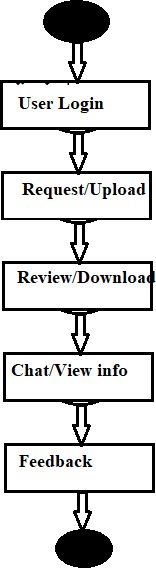 User Login
Request/Upload
Review/Download
Chat/View info
Feedback